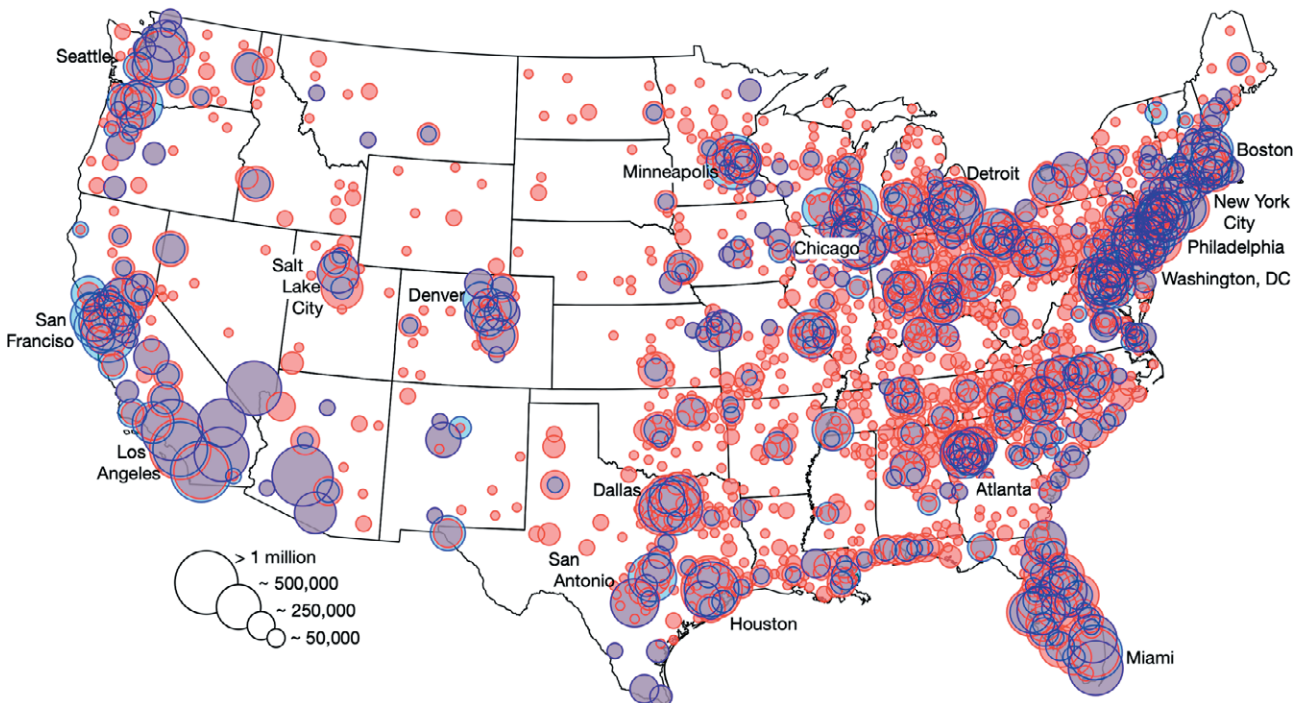 Seattle
Minneapolis
Detroit
Boston
New York
City
Philadelphia
Washington, DC
Chicago
Salt
Lake
City
Denver
San
Franciso
Los
Angeles
Dallas
Atlanta
San
Antonio
Houston
Miami
> 1 million
~ 500,000
~ 250,000
~ 50,000